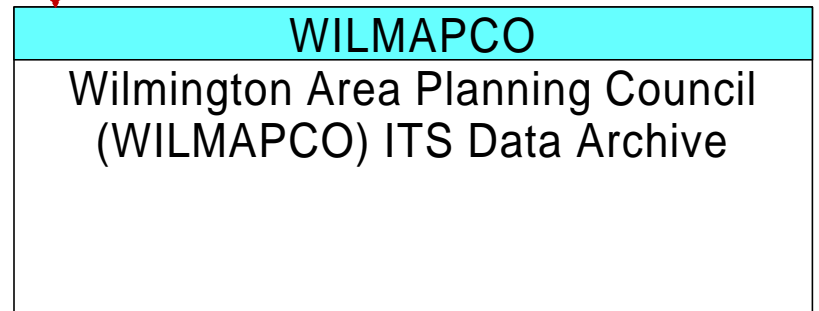 WILMAPCO
Wilmington Area Planning Council
(WILMAPCO) ITS Data Archive